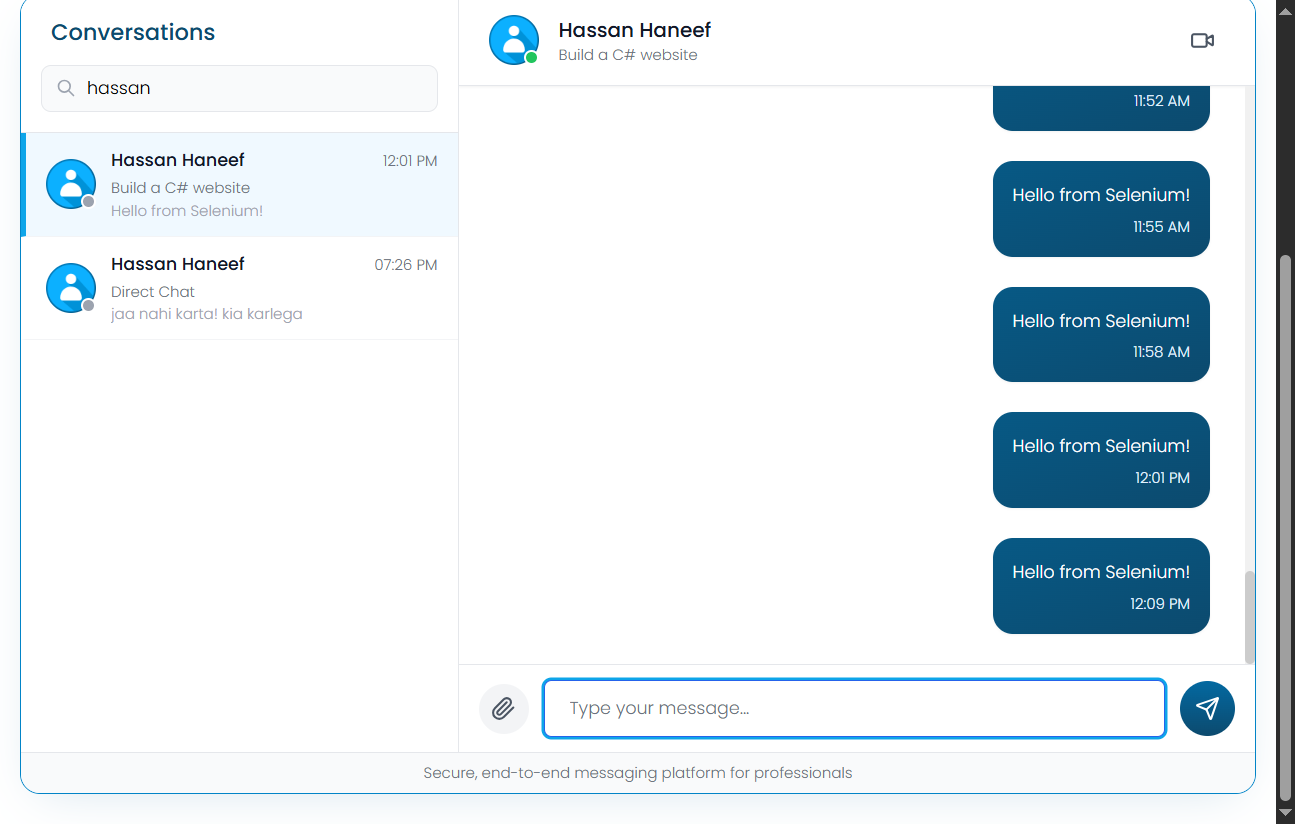 Conversations
hassan
Hassan Haneef
12:01 PM
Build a C# website
Hello from Selenium!
Hassan Haneef
07:26 PM
Direct Chat
jaa nahi karta! kia karlega
Hassan Haneef
Build a C# website
11:52 AM
Hello from Selenium!
11:55 AM
Hello from Selenium!
11:58 AM
Hello from Selenium!
12:01 PM
Hello from Selenium!
12:09 PM
Type your message...
Secure, end-to-end messaging platform for professionals